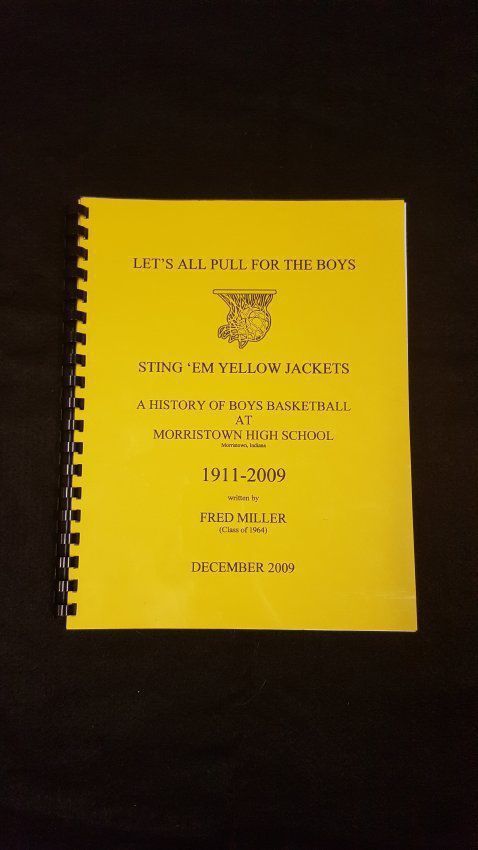 LET'S ALL PULL FOR THE BOYS
STING 'EM YELLOW JACKETS
A HISTORY OF BOYS BASKETBALL
AT
MORRISTOWN HIGH SCHOOL
Morristown, Indiana
1911-2009
written by
FRED MILLER
(Class of 1964)
DECEMBER 2009